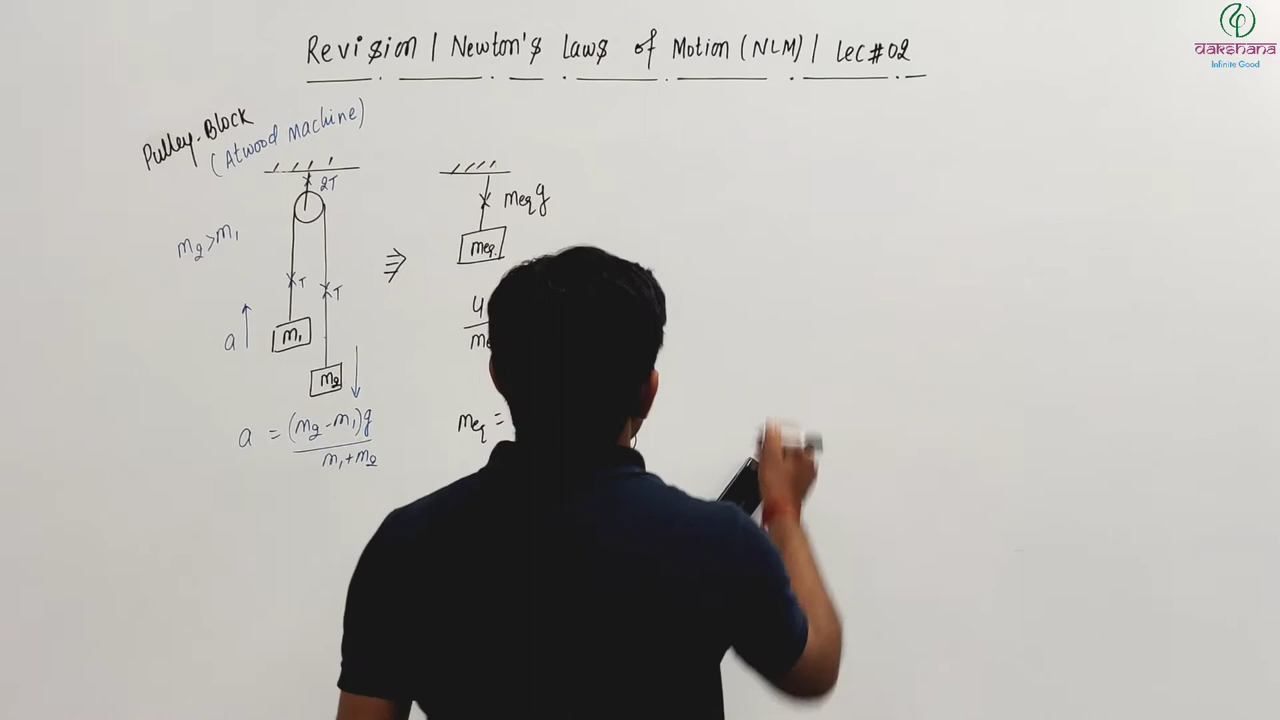 Revision | Newton's Laws of Motion (NLM) | Lec#02
dakshana
Infinite Good
Pulley-Block
(Atwood Machine)
2T
m₂>m₁
T
T
a
m₁
m₂
a = (m₂-m₁)g
m₁+m₂
meq g
meq.
4
meq =